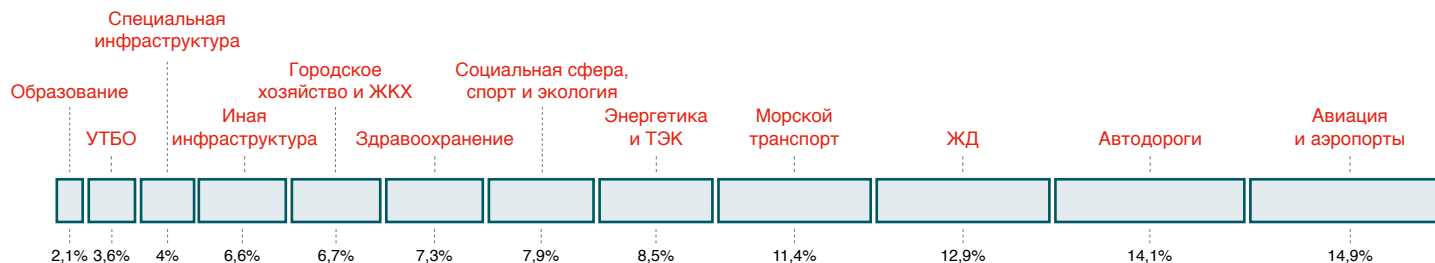 Специальная
инфраструктура
Образование
УТБО
Иная
инфраструктура
Городское
хозяйство и ЖКХ
Здравоохранение
Социальная сфера,
спорт и экология
Энергетика
и ТЭК
Морской
транспорт
ЖД
Автодороги
Авиация
и аэропорты
2,1% 3,6% 4% 6,6% 6,7% 7,3% 7,9% 8,5% 11,4% 12,9% 14,1% 14,9%